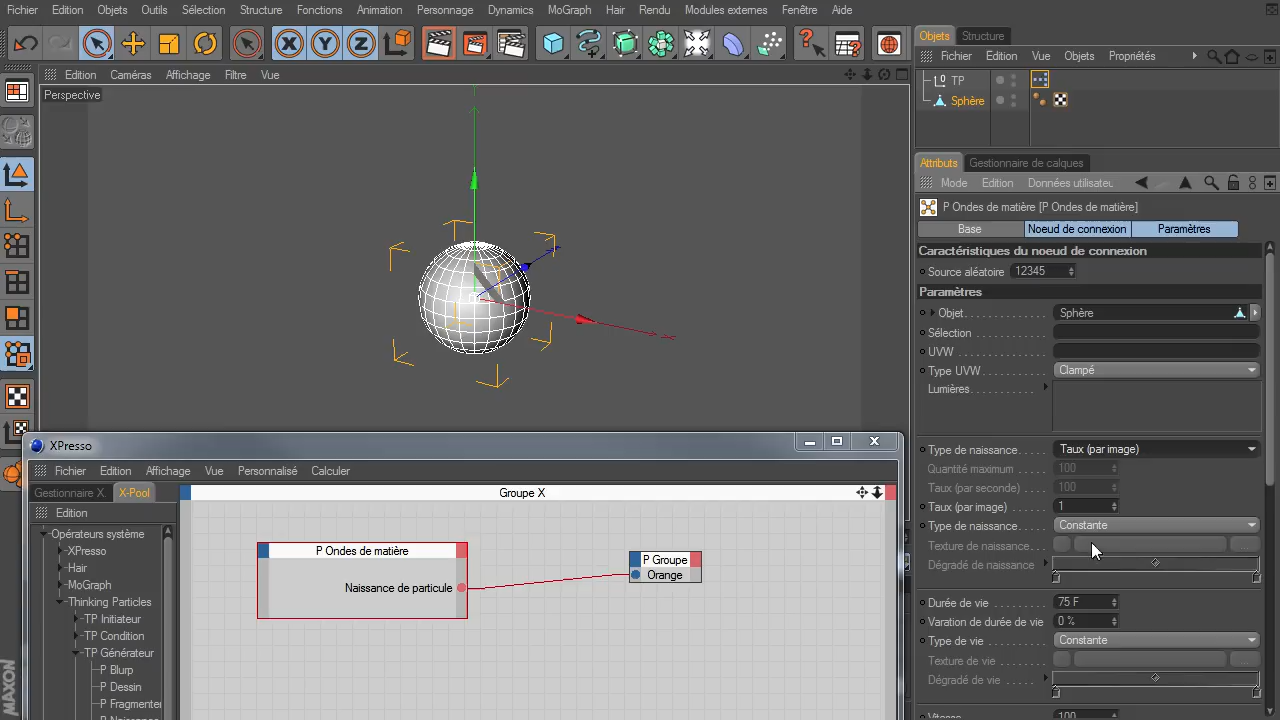 Fichier Edition Objets Outils Sélection Structure Fonctions Animation Personnage Dynamics MoGraph Hair Rendu Modules externes Fenêtre Aide
X Y Z
Objets Structure
Fichier Edition Vue Objets Propriétés
Edition Caméras Affichage Filtre Vue
TP
Sphère
Perspective
Attributs Gestionnaire de calques
Mode Edition Données utilisateu
P Ondes de matière [P Ondes de matière]
Base Noeud de connexion Paramètres
Caractéristiques du noeud de connexion
Source aléatoire 12345
Paramètres
Objet Sphère
Sélection
UVW
Type UVW Clampé
Lumières
Type de naissance Taux (par image)
Quantité maximum 100
Taux (par seconde) 100
Taux (par image) 1
Type de naissance Constante
Texture de naissance ...
Dégradé de naissance
Durée de vie 75 F
Varation de durée de vie 0 %
Type de vie Constante
Texture de vie ...
Dégradé de vie
Vitesse 100
XPresso
Fichier Edition Affichage Vue Personnalisé Calculer
Gestionnaire X. X-Pool
Groupe X
Edition
Opérateurs système
XPresso
Hair
MoGraph
Thinking Particles
TP Initiateur
TP Condition
TP Générateur
P Blurp
P Dessin
P Fragmenter
P Naissance
P Ondes de matière
Naissance de particule
P Groupe
Orange
MAXON